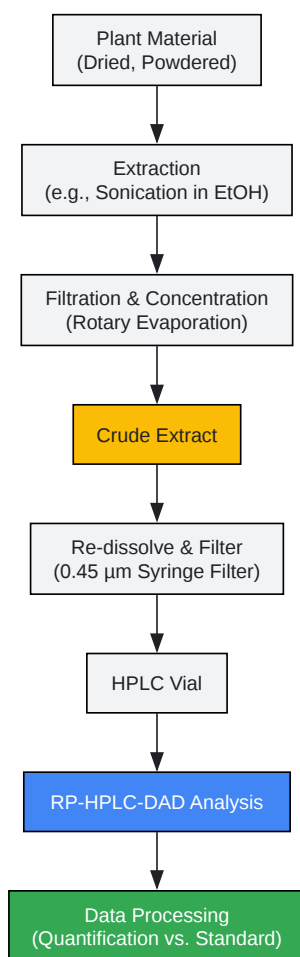 Plant Material
(Dried, Powdered)
Extraction
(e.g., Sonication in EtOH)
Filtration & Concentration
(Rotary Evaporation)
Crude Extract
Re-dissolve & Filter
(0.45 µm Syringe Filter)
HPLC Vial
RP-HPLC-DAD Analysis
Data Processing
(Quantification vs. Standard)